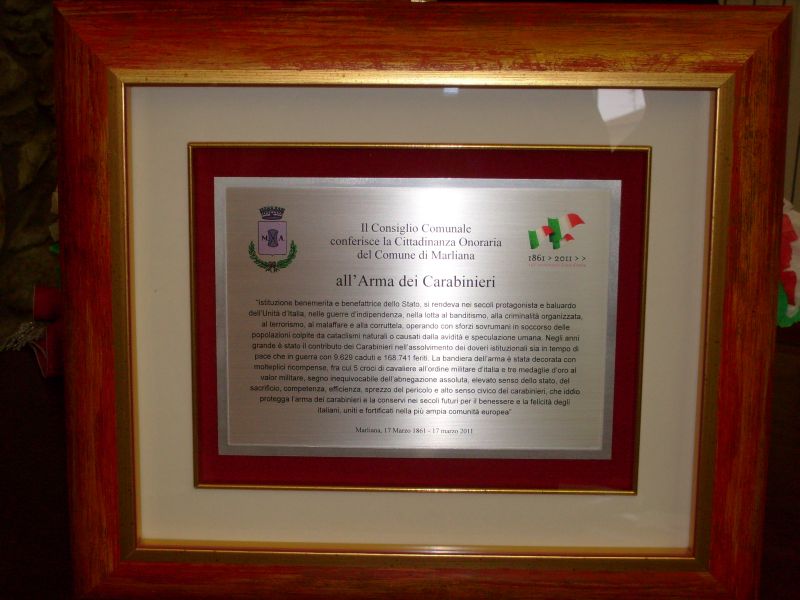 Il Consiglio Comunale
conferisce la Cittadinanza Onoraria
del Comune di Marliana
all'Arma dei Carabinieri
1861 > 2011 > >
"Istituzione benemerita e benefattrice dello Stato, si rendeva nei secoli protagonista e baluardo
dell'Unità d'Italia, nelle guerre d'indipendenza, nella lotta al banditismo, alla criminalità organizzata,
al terrorismo, al malaffare e alla corruttela, operando con sforzi sovrumani in soccorso delle
popolazioni colpite da cataclismi naturali o causati dalla avidità e speculazione umana. Negli anni
grande è stato il contributo dei Carabinieri nell'assolvimento dei doveri istituzionali sia in tempo di
pace che in guerra con 9.629 caduti e 168.741 feriti. La bandiera dell'arma è stata decorata con
molteplici ricompense, fra cui 5 croci di cavaliere all'ordine militare d'italia e tre medaglie d'oro al
valor militare, segno inequivocabile dell'abnegazione assoluta, elevato senso dello stato, del
sacrificio, competenza, efficienza, sprezzo del pericolo e alto senso civico dei carabinieri, che iddio
protegga l'arma dei carabinieri e la conservi nei secoli futuri per il benessere e la felicità degli
italiani, uniti e fortificati nella più ampia comunità europea"
Marliana, 17 Marzo 1861 - 17 marzo 2011